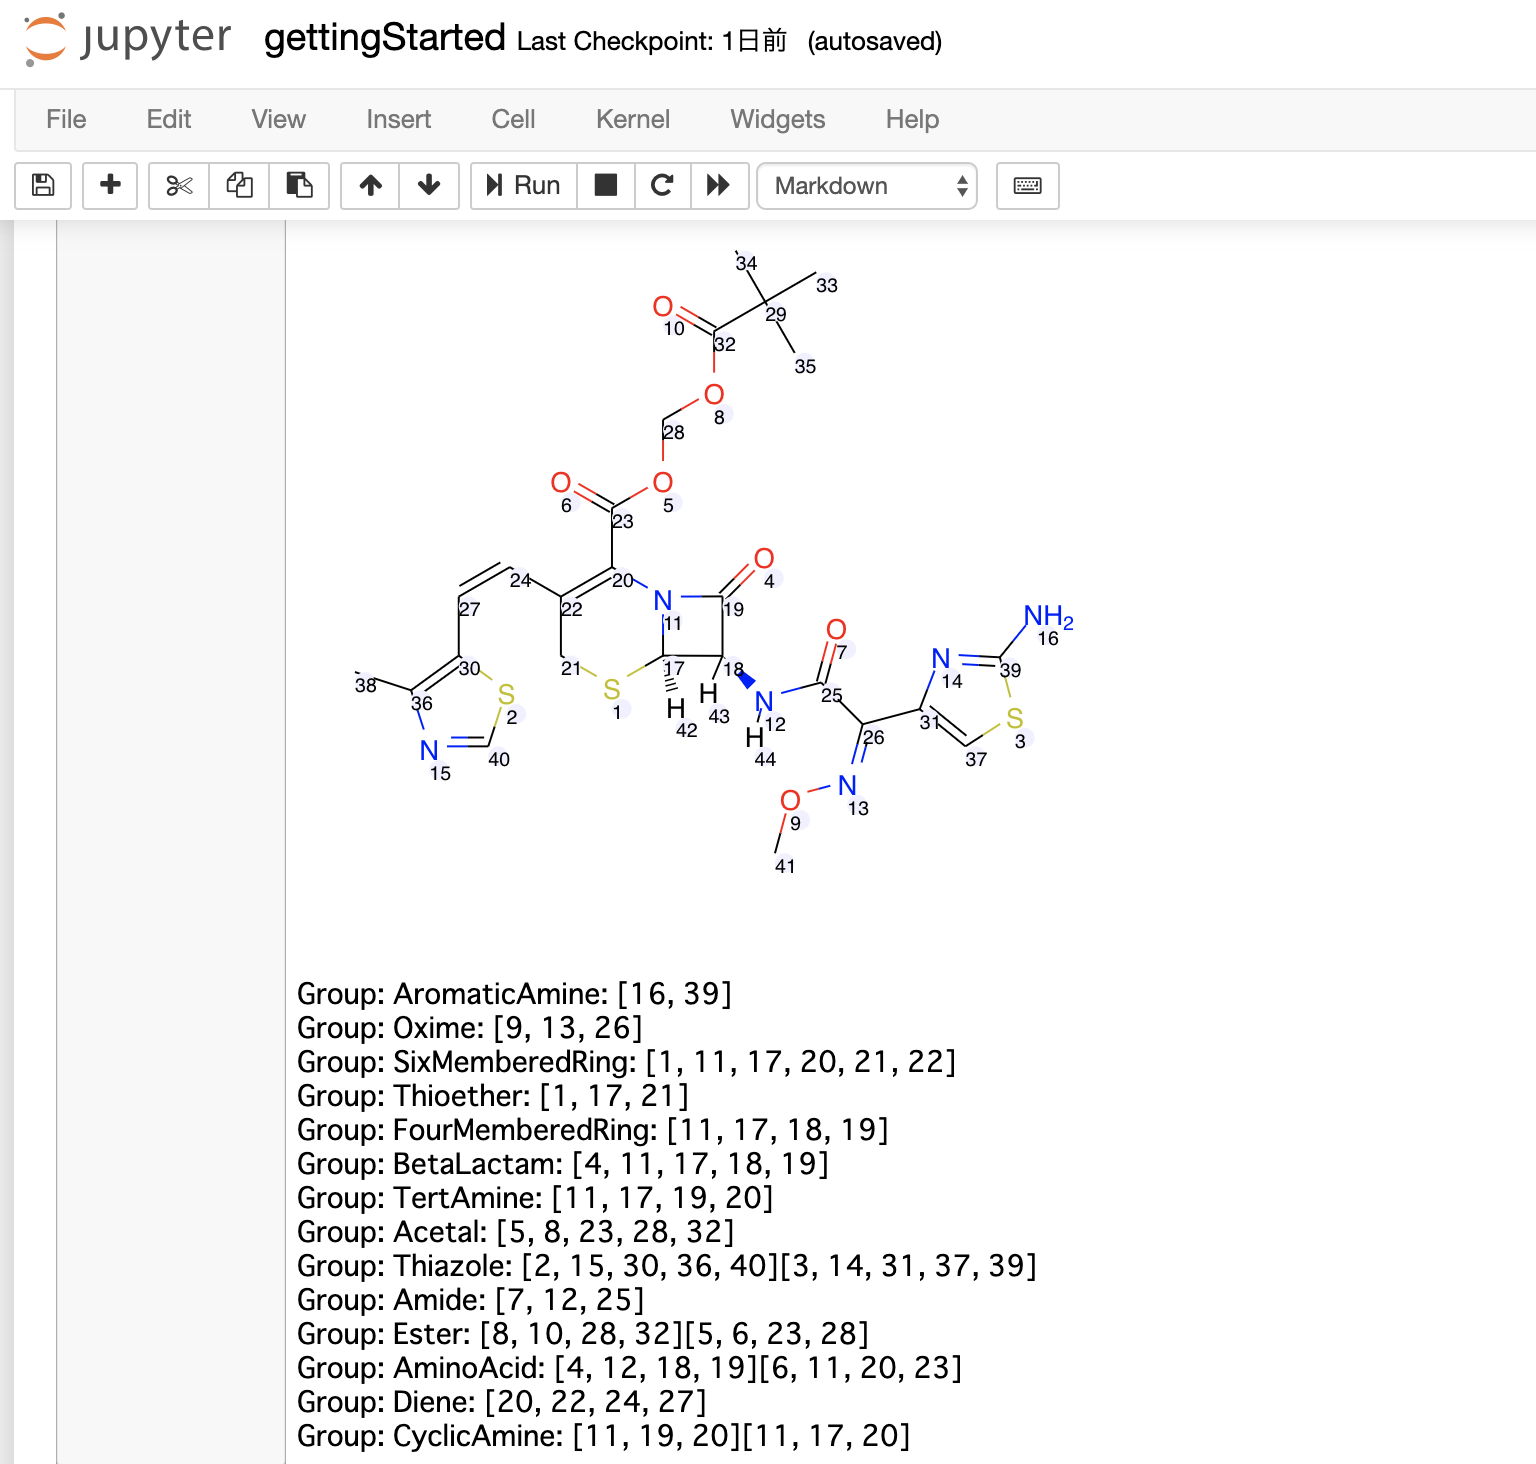 jupyter gettingStarted Last Checkpoint: 1日前 (autosaved)
File Edit View Insert Cell Kernel Widgets Help
Run Markdown
34
33
O
10
29
32
35
O
8
28
O
6
O
5
23
O
4
24
20
27
22
N
11
19
NH2
16
O
7
N
14
39
30
21
17
18
38
36
S
2
S
1
H
42
H
43
N
12
25
31
S
3
N
15
40
H
44
26
37
O
9
N
13
41
Group: AromaticAmine: [16, 39]
Group: Oxime: [9, 13, 26]
Group: SixMemberedRing: [1, 11, 17, 20, 21, 22]
Group: Thioether: [1, 17, 21]
Group: FourMemberedRing: [11, 17, 18, 19]
Group: BetaLactam: [4, 11, 17, 18, 19]
Group: TertAmine: [11, 17, 19, 20]
Group: Acetal: [5, 8, 23, 28, 32]
Group: Thiazole: [2, 15, 30, 36, 40][3, 14, 31, 37, 39]
Group: Amide: [7, 12, 25]
Group: Ester: [8, 10, 28, 32][5, 6, 23, 28]
Group: AminoAcid: [4, 12, 18, 19][6, 11, 20, 23]
Group: Diene: [20, 22, 24, 27]
Group: CyclicAmine: [11, 19, 20][11, 17, 20]